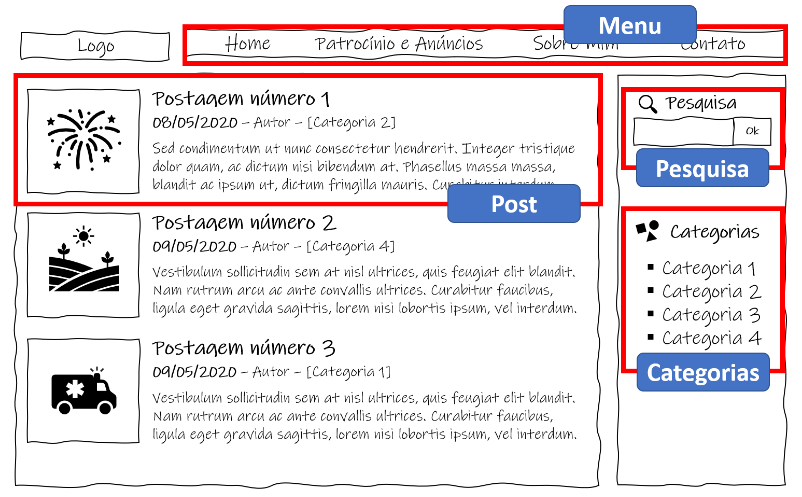 Menu
Logo
Home Patrocínio e Anúncios Sobre Mim Contato
Postagem número 1
08/05/2020 – Autor – [Categoria 2]
Sed condimentum ut nunc consectetur hendrerit. Integer tristique
dolor quam, ac dictum nisi bibendum at. Phasellus massa massa,
blandit ac ipsum ut, dictum fringilla mauris. Curabitur interdum
Post
Postagem número 2
09/05/2020 – Autor – [Categoria 4]
Vestibulum sollicitudin sem at nisl ultrices, quis feugiat elit blandit.
Nam rutrum arcu ac ante convallis ultrices. Curabitur faucibus,
ligula eget gravida sagittis, lorem nisi lobortis ipsum, vel interdum.
Postagem número 3
09/05/2020 – Autor – [Categoria 1]
Vestibulum sollicitudin sem at nisl ultrices, quis feugiat elit blandit.
Nam rutrum arcu ac ante convallis ultrices. Curabitur faucibus,
ligula eget gravida sagittis, lorem nisi lobortis ipsum, vel interdum.
Pesquisa
Ok
Pesquisa
Categorias
▪ Categoria 1
▪ Categoria 2
▪ Categoria 3
▪ Categoria 4
Categorias